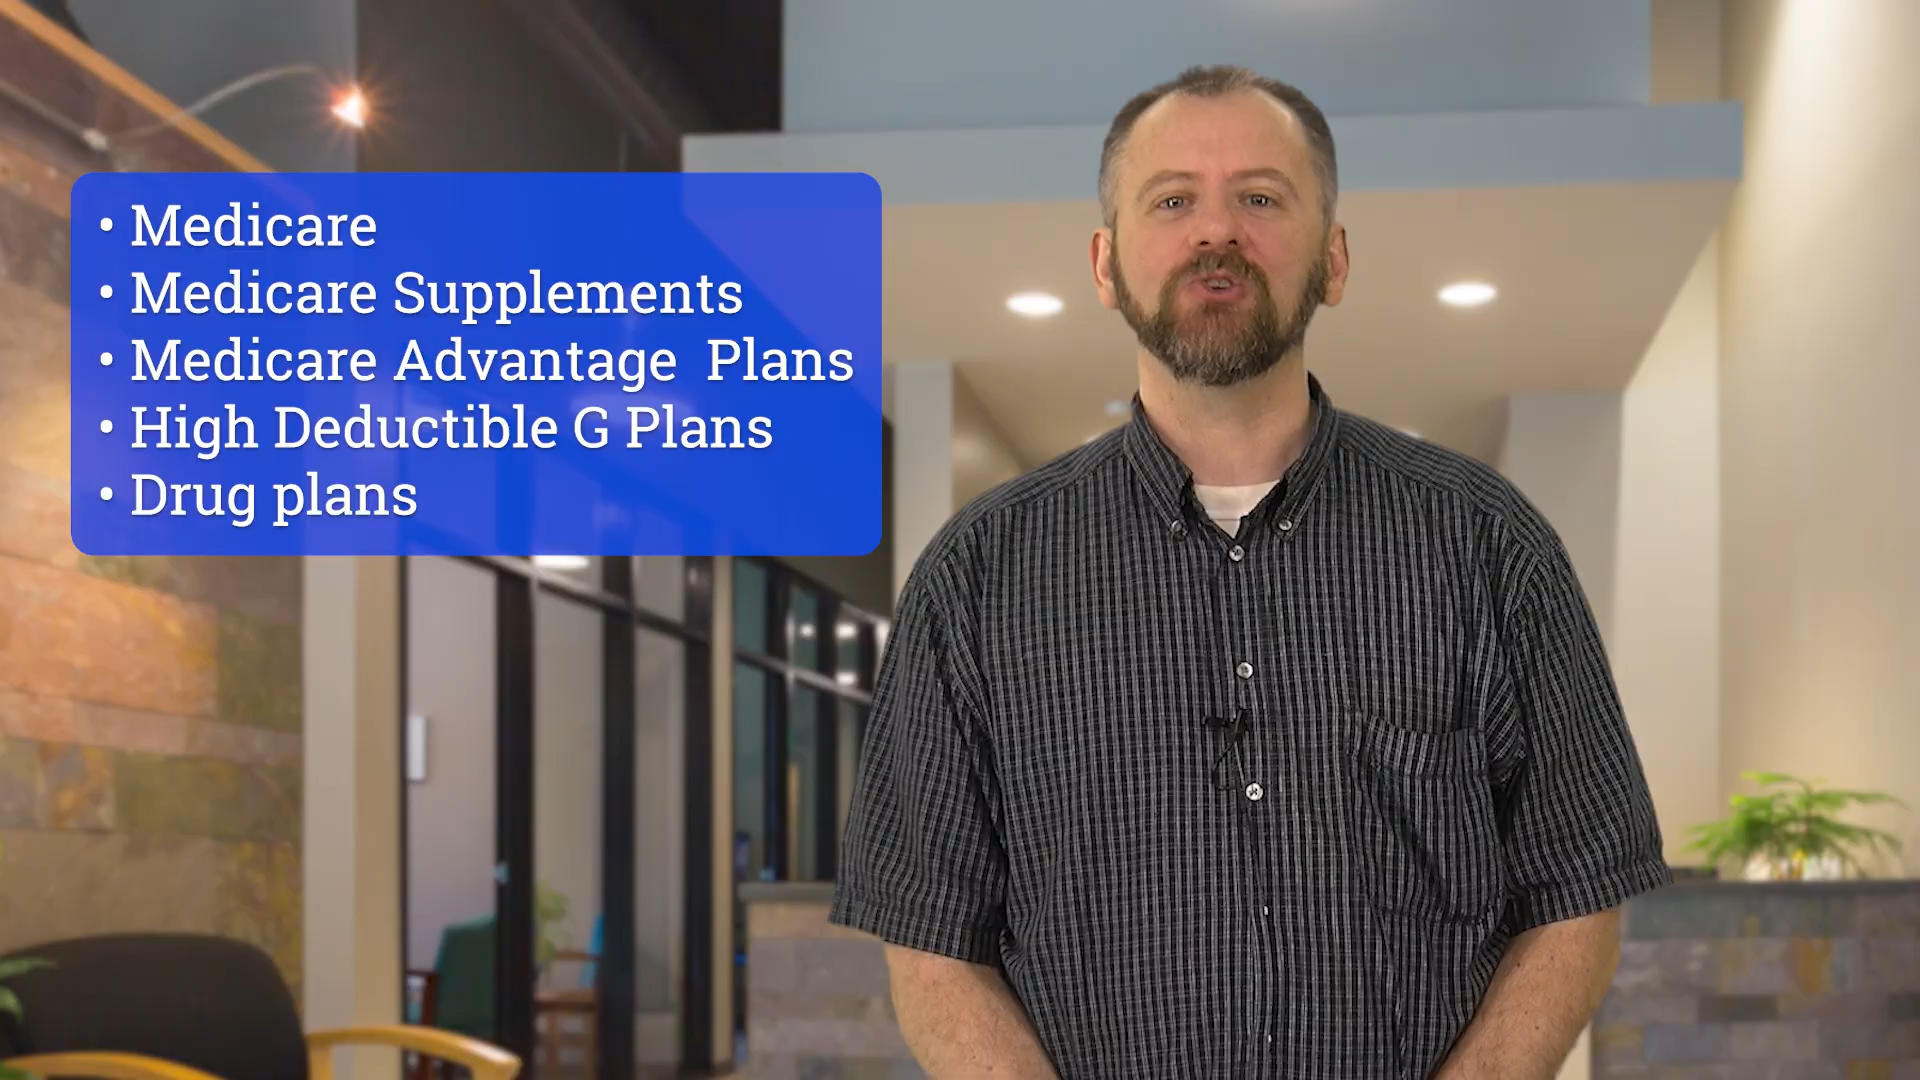 • Medicare
• Medicare Supplements
• Medicare Advantage  Plans
• High Deductible G Plans
• Drug plans